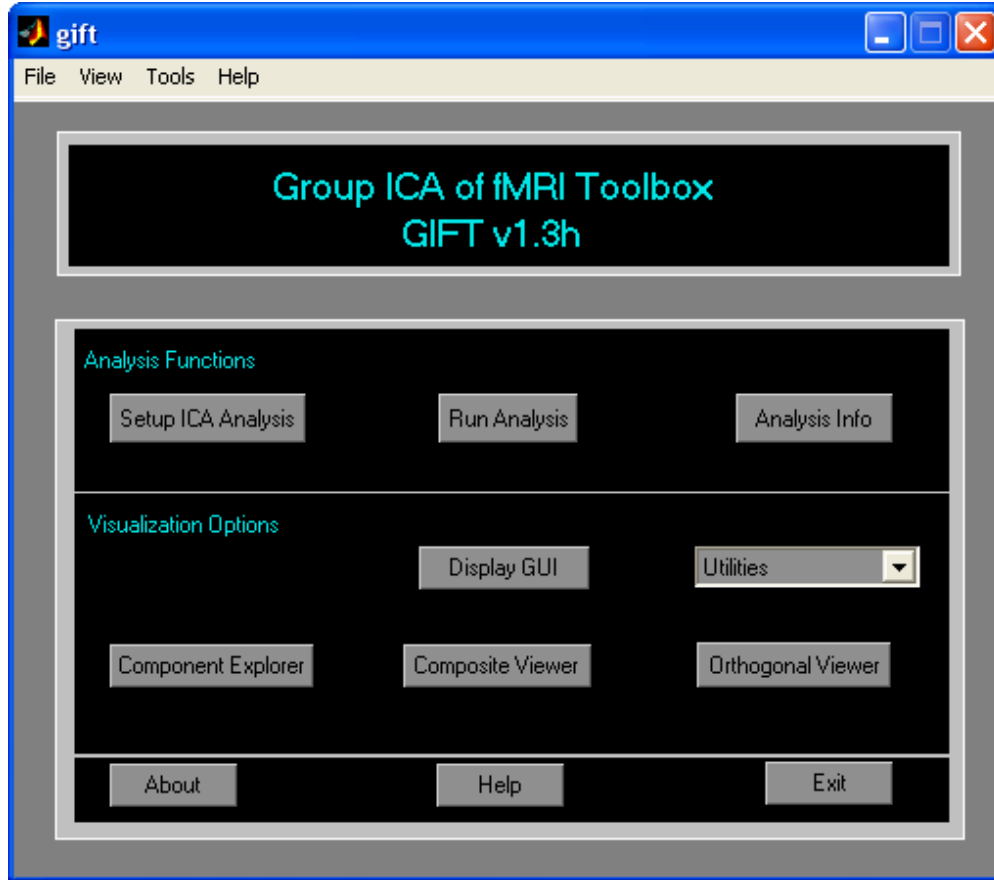 gift
File View Tools Help
Group ICA of fMRI Toolbox
GIFT v1.3h
Analysis Functions
Setup ICA Analysis Run Analysis Analysis Info
Visualization Options
Display GUI Utilities
Component Explorer Composite Viewer Orthogonal Viewer
About Help Exit